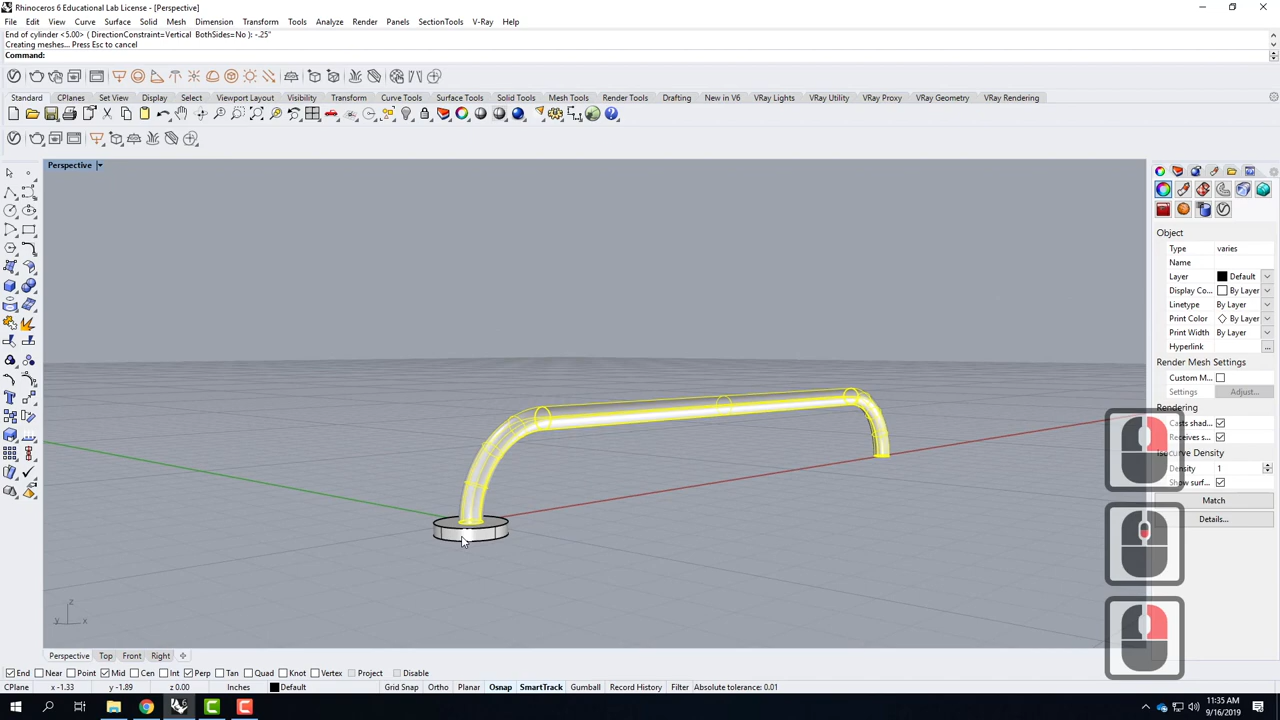 Rhinoceros 6 Educational Lab License - [Perspective]
File Edit View Curve Surface Solid Mesh Dimension Transform Tools Analyze Render Panels SectionTools V-Ray Help
End of cylinder <5.00> ( DirectionConstraint=Vertical BothSides=No ): -.25"
Creating meshes... Press Esc to cancel
Command:
Standard CPlanes Set View Display Select Viewport Layout Visibility Transform Curve Tools Surface Tools Solid Tools Mesh Tools Render Tools Drafting New in V6 VRay Lights VRay Utility VRay Proxy VRay Geometry VRay Rendering
Perspective
Object
Type varies
Name
Layer Default
Display Co... By Layer
Linetype By Layer
Print Color By Layer
Print Width By Layer
Hyperlink ...
Render Mesh Settings
Custom M...
Settings Adjust...
Rendering
Casts shad...
Receives s...
Isocurve Density
Density 1
Show surf...
Match
Details...
z
y x
Perspective Top Front Right
End Near Point Mid Cen Int Perp Tan Quad Knot Vertex Project Disable
CPlane x -1.33 y -1.89 z 0.00 Inches Default Grid Snap Ortho Planar Osnap SmartTrack Gumball Record History Filter Absolute tolerance: 0.01
11:35 AM
9/16/2019